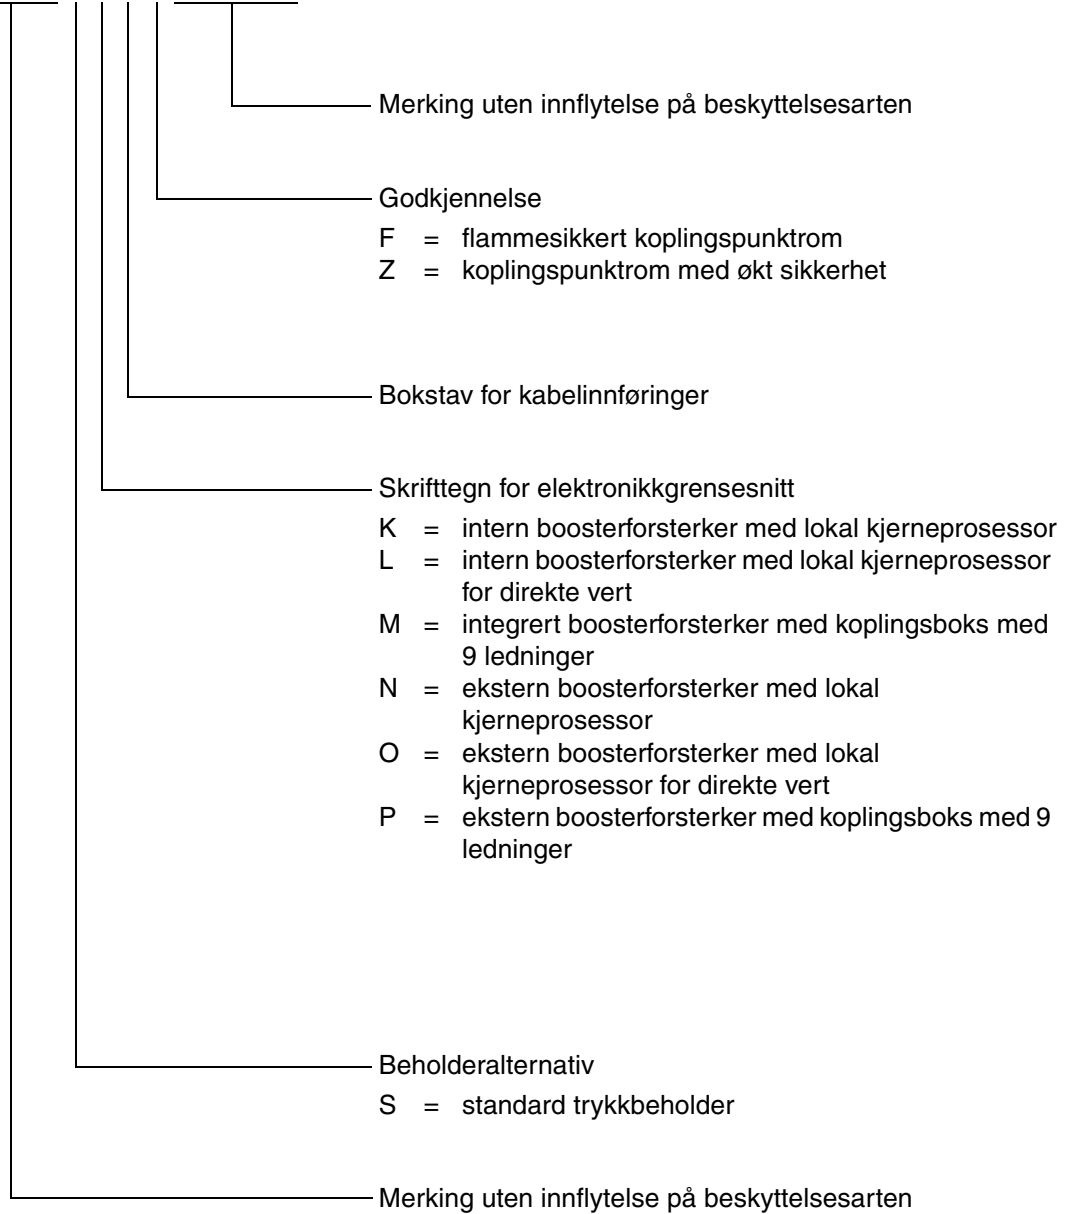 Merking uten innflytelse på beskyttelsesarten
Godkjennelse
F = flammesikkert koplingspunktrom
Z = koplingspunktrom med økt sikkerhet
Bokstav for kabelinnføringer
Skrifttegn for elektronikkgrensesnitt
K = intern boosterforsterker med lokal kjerneprosessor
L = intern boosterforsterker med lokal kjerneprosessor
for direkte vert
M = integrert boosterforsterker med koplingsboks med
9 ledninger
N = ekstern boosterforsterker med lokal
kjerneprosessor
O = ekstern boosterforsterker med lokal
kjerneprosessor for direkte vert
P = ekstern boosterforsterker med koplingsboks med 9
ledninger
Beholderalternativ
S = standard trykkbeholder
Merking uten innflytelse på beskyttelsesarten